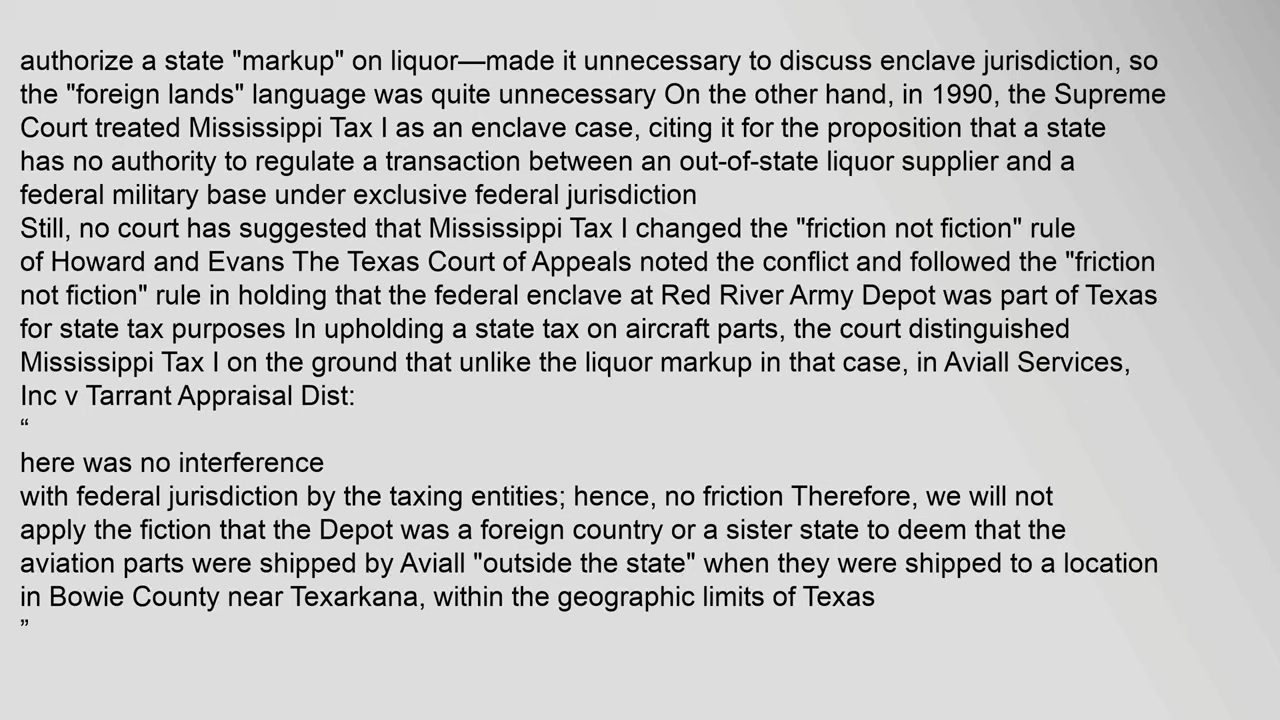 authorize a state "markup" on liquor—made it unnecessary to discuss enclave jurisdiction, so
the "foreign lands" language was quite unnecessary On the other hand, in 1990, the Supreme
Court treated Mississippi Tax I as an enclave case, citing it for the proposition that a state
has no authority to regulate a transaction between an out-of-state liquor supplier and a
federal military base under exclusive federal jurisdiction
Still, no court has suggested that Mississippi Tax I changed the "friction not fiction" rule
of Howard and Evans The Texas Court of Appeals noted the conflict and followed the "friction
not fiction" rule in holding that the federal enclave at Red River Army Depot was part of Texas
for state tax purposes In upholding a state tax on aircraft parts, the court distinguished
Mississippi Tax I on the ground that unlike the liquor markup in that case, in Aviall Services,
Inc v Tarrant Appraisal Dist:
“
here was no interference
with federal jurisdiction by the taxing entities; hence, no friction Therefore, we will not
apply the fiction that the Depot was a foreign country or a sister state to deem that the
aviation parts were shipped by Aviall "outside the state" when they were shipped to a location
in Bowie County near Texarkana, within the geographic limits of Texas
”